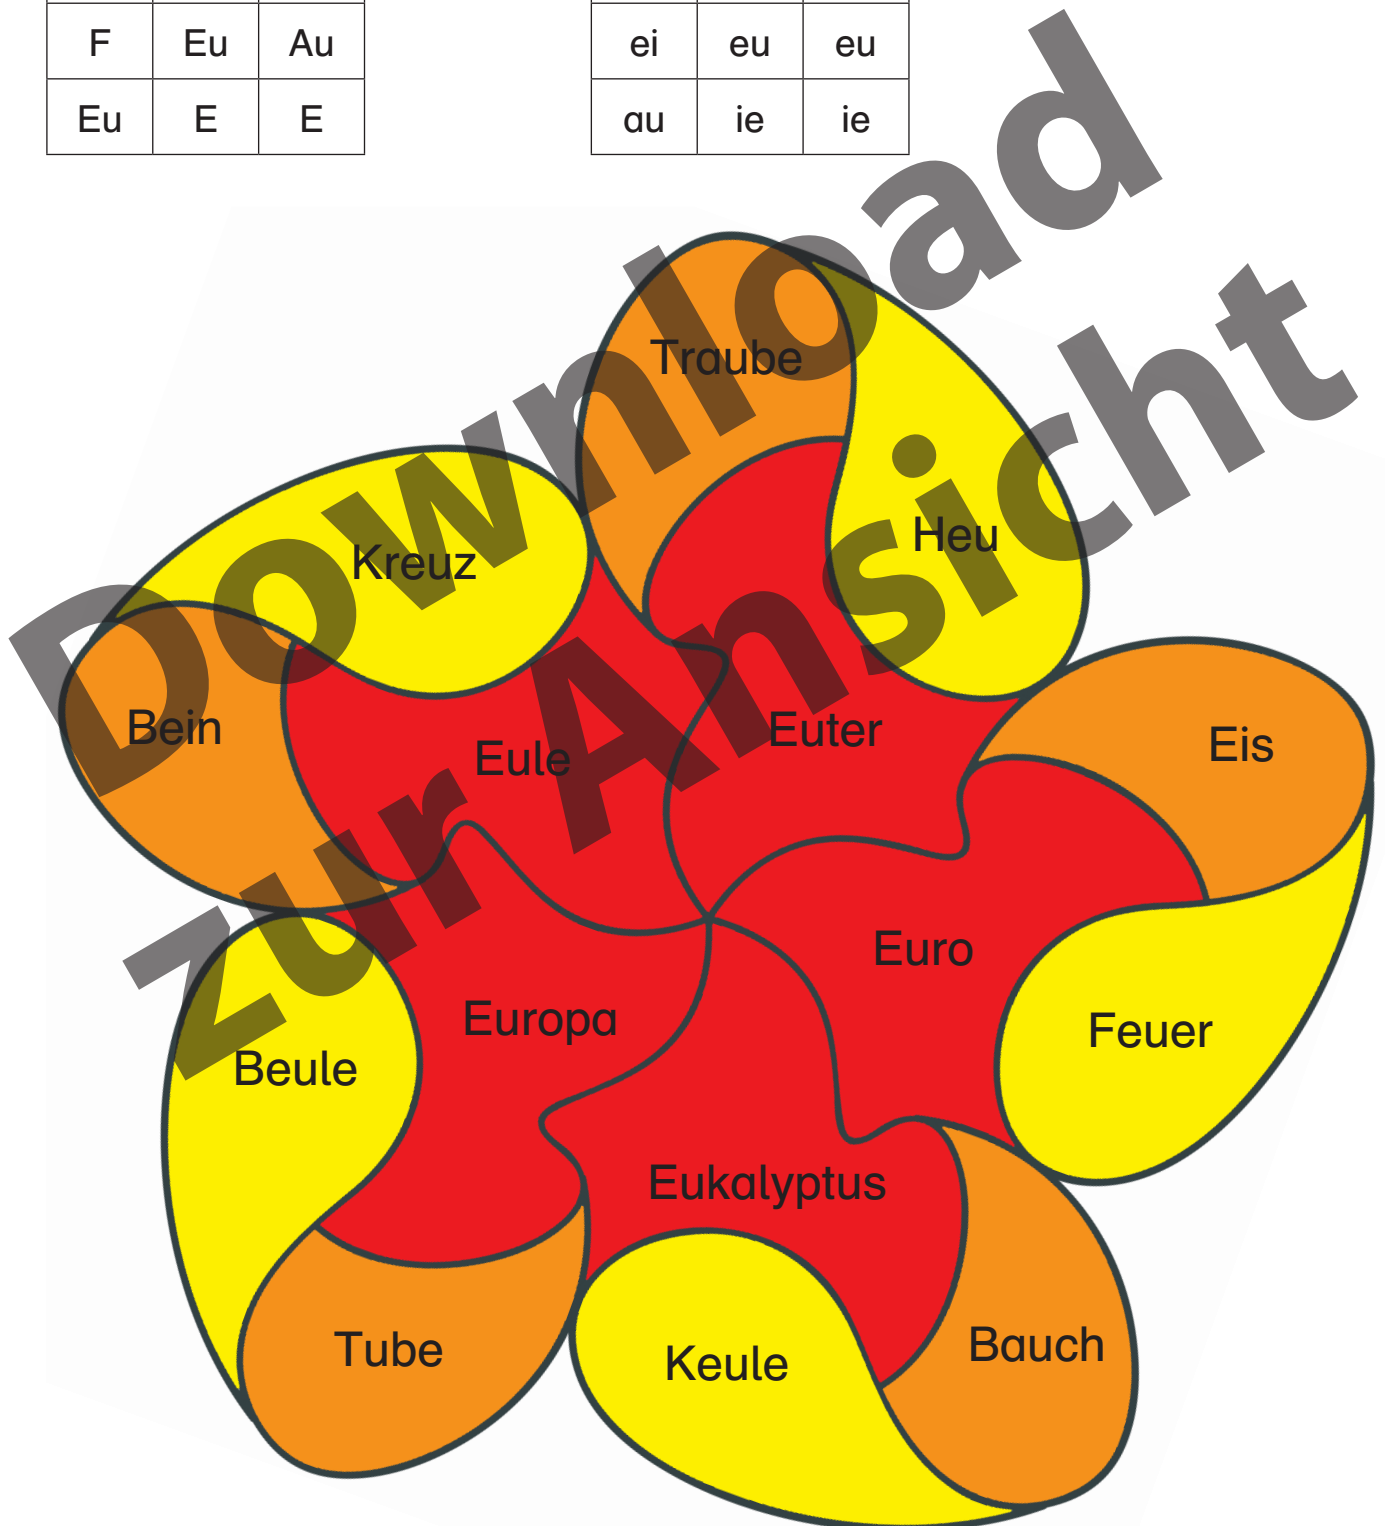 F Eu Au ei eu eu
Eu E E au ie ie
Traube
Heu
Kreuz
Bein
Eule
Euter
Eis
Euro
Europa
Feuer
Beule
Eukalyptus
Tube
Keule
Bauch
Download
zur Ansicht